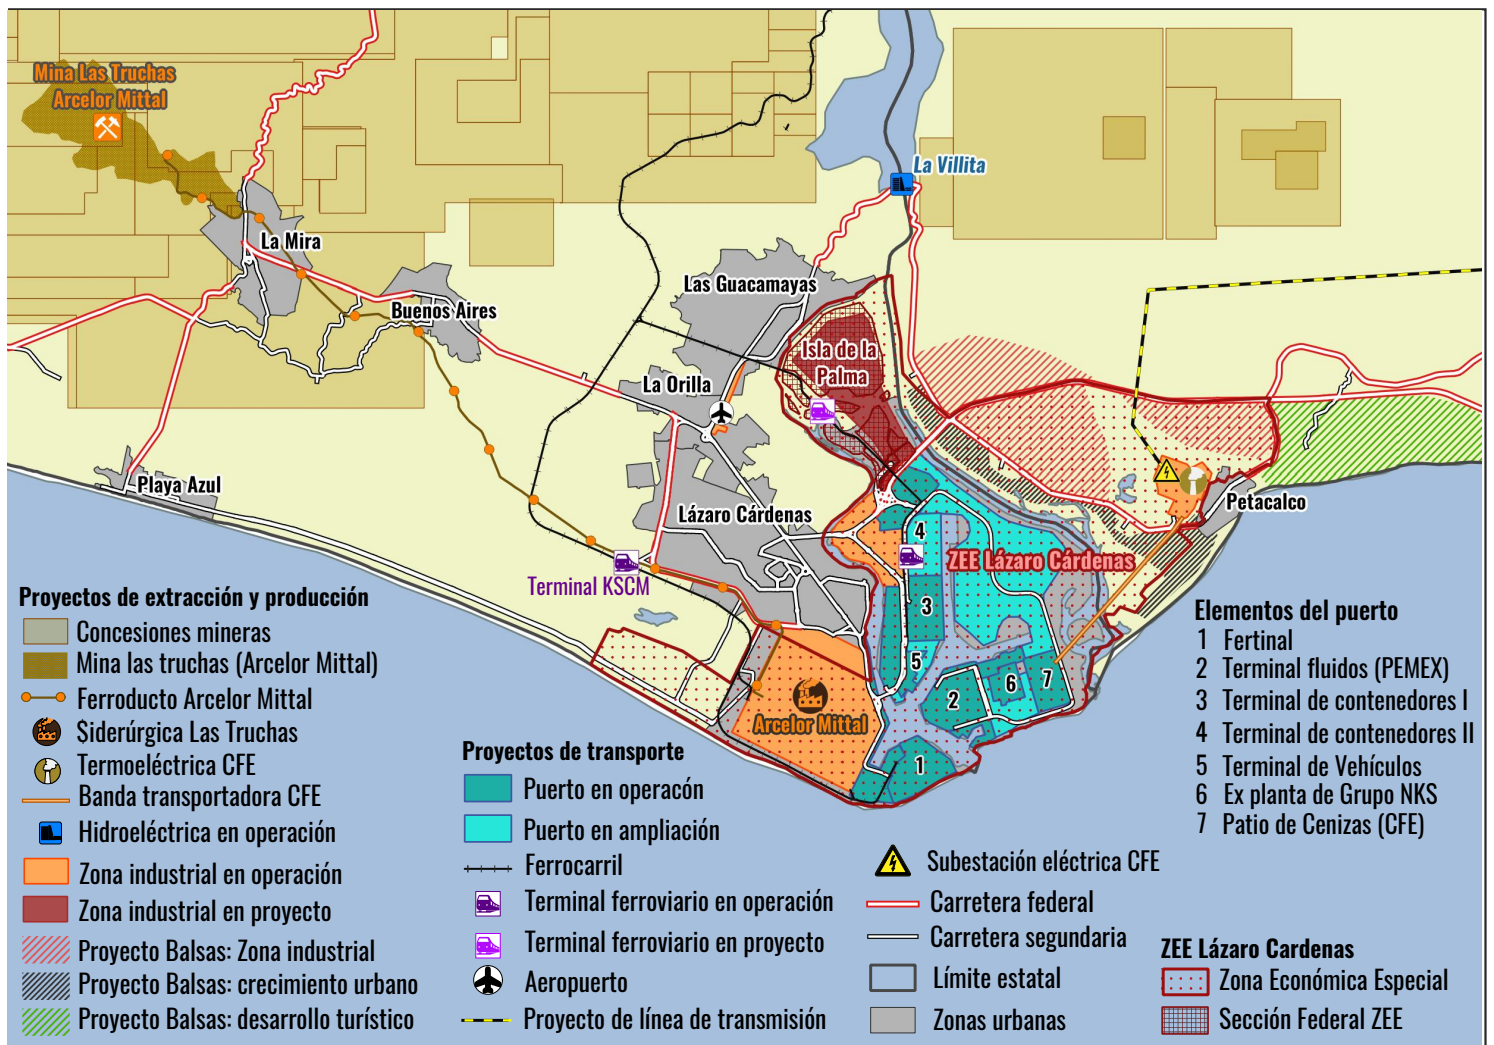 Mina Las Truchas
Arcelor Mittal
La Villita
La Mira
Las Guacamayas
Buenos Aires
Isla de la
Palma
La Orilla
Playa Azul
Petacalco
Lázaro Cárdenas
4
ZEE Lázaro Cárdenas
Terminal KSCM
3
5
6
7
2
Arcelor Mittal
1
Proyectos de extracción y producción
Concesiones mineras
Mina las truchas (Arcelor Mittal)
Ferroducto Arcelor Mittal
Siderúrgica Las Truchas
Termoeléctrica CFE
Banda transportadora CFE
Hidroeléctrica en operación
Zona industrial en operación
Zona industrial en proyecto
Proyecto Balsas: Zona industrial
Proyecto Balsas: crecimiento urbano
Proyecto Balsas: desarrollo turístico
Proyectos de transporte
Puerto en operacón
Puerto en ampliación
Ferrocarril
Terminal ferroviario en operación
Terminal ferroviario en proyecto
Aeropuerto
Proyecto de línea de transmisión
Subestación eléctrica CFE
Carretera federal
Carretera segundaria
Límite estatal
Zonas urbanas
Elementos del puerto
1 Fertinal
2 Terminal fluidos (PEMEX)
3 Terminal de contenedores I
4 Terminal de contenedores II
5 Terminal de Vehículos
6 Ex planta de Grupo NKS
7 Patio de Cenizas (CFE)
ZEE Lázaro Cardenas
Zona Económica Especial
Sección Federal ZEE